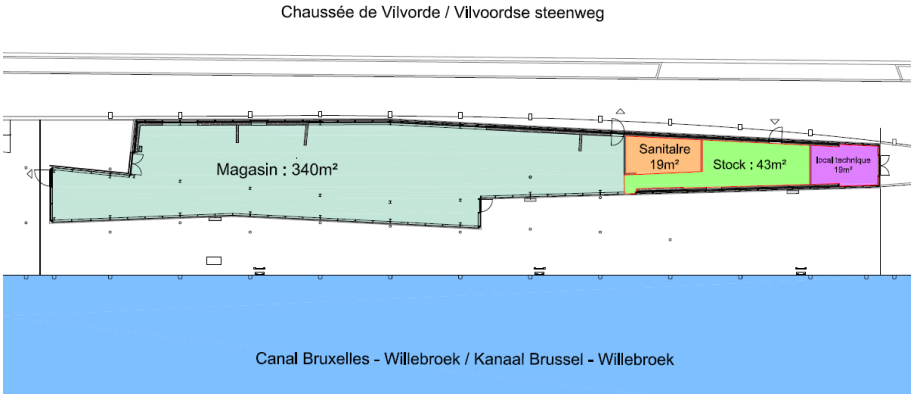 Chaussée de Vilvorde / Vilvoordse steenweg
Magasin : 340m²
Sanitaire
19m²
Stock : 43m²
local technique
19m²
Canal Bruxelles - Willebroek / Kanaal Brussel - Willebroek